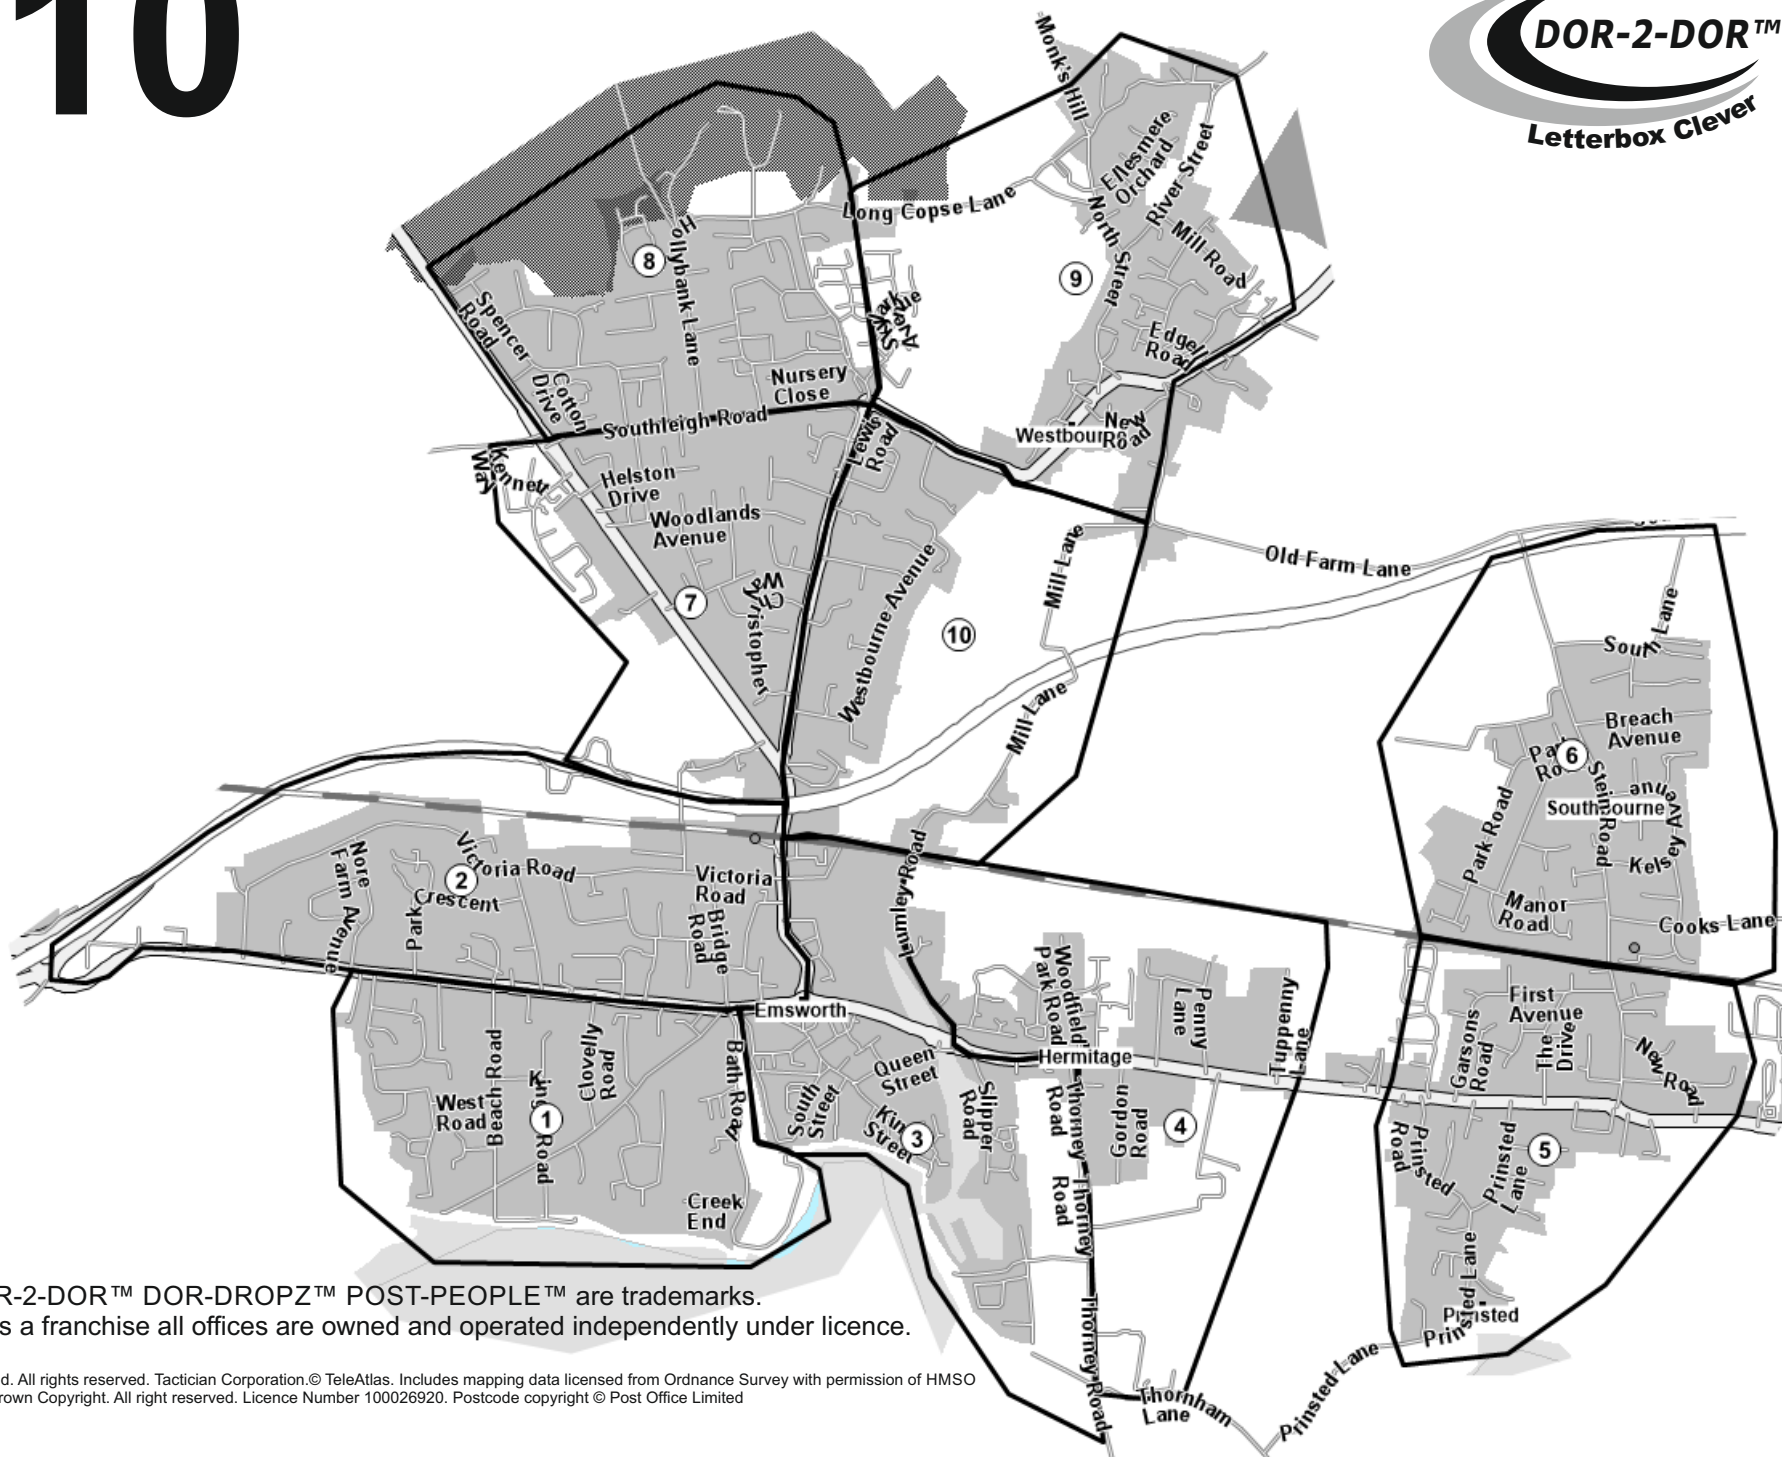 10
DOR-2-DOR™
Letterbox Clever
Monk's Hill
Ellesmere
Orchard
River Street
Long Copse Lane
North Street
Mill Road
8
Hollybank Lane
9
Spencer
Road
Avenue
Edgell
Road
Nursery
Close
Cotton
Drive
Southleigh Road
Lewis
Road
New
Road
Westbourne
Kennett
Way
Helston
Drive
Woodlands
Avenue
Mill Lane
Old Farm Lane
Westbourne Avenue
7
Christopher
Way
10
South Lane
Mill Lane
Breach
Avenue
Park
Road
6
Stein Road
Southbourne
Kelsey Avenue
Park Road
Manor
Road
Cooks Lane
Nore
Farm Avenue
Victoria Road
2
Park
Crescent
Victoria
Road
Bridge
Road
Lumley Road
Woodfield
Park Road
Penny
Lane
Tuppenny
Lane
First
Avenue
Garsons
Road
The
Drive
New Road
Emsworth
Hermitage
Queen
Street
Beach Road
Clovelly
Road
Bath Road
West
Road
King
Road
1
South
Street
King
Street
3
Slipper
Road
Thorney
Road
Gordon
Road
4
Prinsted
Road
Prinsted
Lane
5
Creek
End
Thorney
Road
Prinsted Lane
Prinsted
Thorney Road
Thornham
Lane
Prinsted Lane
R-2-DOR™ DOR-DROPZ™ POST-PEOPLE™ are trademarks.
s a franchise all offices are owned and operated independently under licence.
d. All rights reserved. Tactician Corporation.© TeleAtlas. Includes mapping data licensed from Ordnance Survey with permission of HMSO
rown Copyright. All right reserved. Licence Number 100026920. Postcode copyright © Post Office Limited